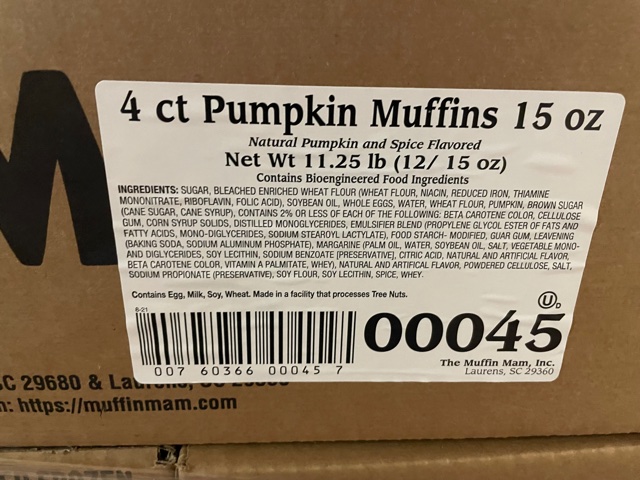 M
4 ct Pumpkin Muffins 15 oz
Natural Pumpkin and Spice Flavored
Net Wt 11.25 lb (12/ 15 oz)
Contains Bioengineered Food Ingredients
INGREDIENTS: SUGAR, BLEACHED ENRICHED WHEAT FLOUR (WHEAT FLOUR, NIACIN, REDUCED IRON, THIAMINE
MONONITRATE, RIBOFLAVIN, FOLIC ACID), SOYBEAN OIL, WHOLE EGGS, WATER, WHEAT FLOUR, PUMPKIN, BROWN SUGAR
(CANE SUGAR, CANE SYRUP), CONTAINS 2% OR LESS OF EACH OF THE FOLLOWING: BETA CAROTENE COLOR, CELLULOSE
GUM, CORN SYRUP SOLIDS, DISTILLED MONOGLYCERIDES, EMULSIFIER BLEND (PROPYLENE GLYCOL ESTER OF FATS AND
FATTY ACIDS, MONO-DIGLYCERIDES, SODIUM STEAROYL LACTYLATE), FOOD STARCH- MODIFIED, GUAR GUM, LEAVENING
(BAKING SODA, SODIUM ALUMINUM PHOSPHATE), MARGARINE (PALM OIL, WATER, SOYBEAN OIL, SALT, VEGETABLE MONO-
AND DIGLYCERIDES, SOY LECITHIN, SODIUM BENZOATE [PRESERVATIVE], CITRIC ACID, NATURAL AND ARTIFICIAL FLAVOR,
BETA CAROTENE COLOR, VITAMIN A PALMITATE, WHEY), NATURAL AND ARTIFICAL FLAVOR, POWDERED CELLULOSE, SALT,
SODIUM PROPIONATE (PRESERVATIVE), SOY FLOUR, SOY LECITHIN, SPICE, WHEY.
Contains Egg, Milk, Soy, Wheat. Made in a facility that processes Tree Nuts.
6-21
U D
00045
007 60366 00045 7
The Muffin Mam, Inc.
Laurens, SC 29360
SC 29680 &
https://muffinmam.com